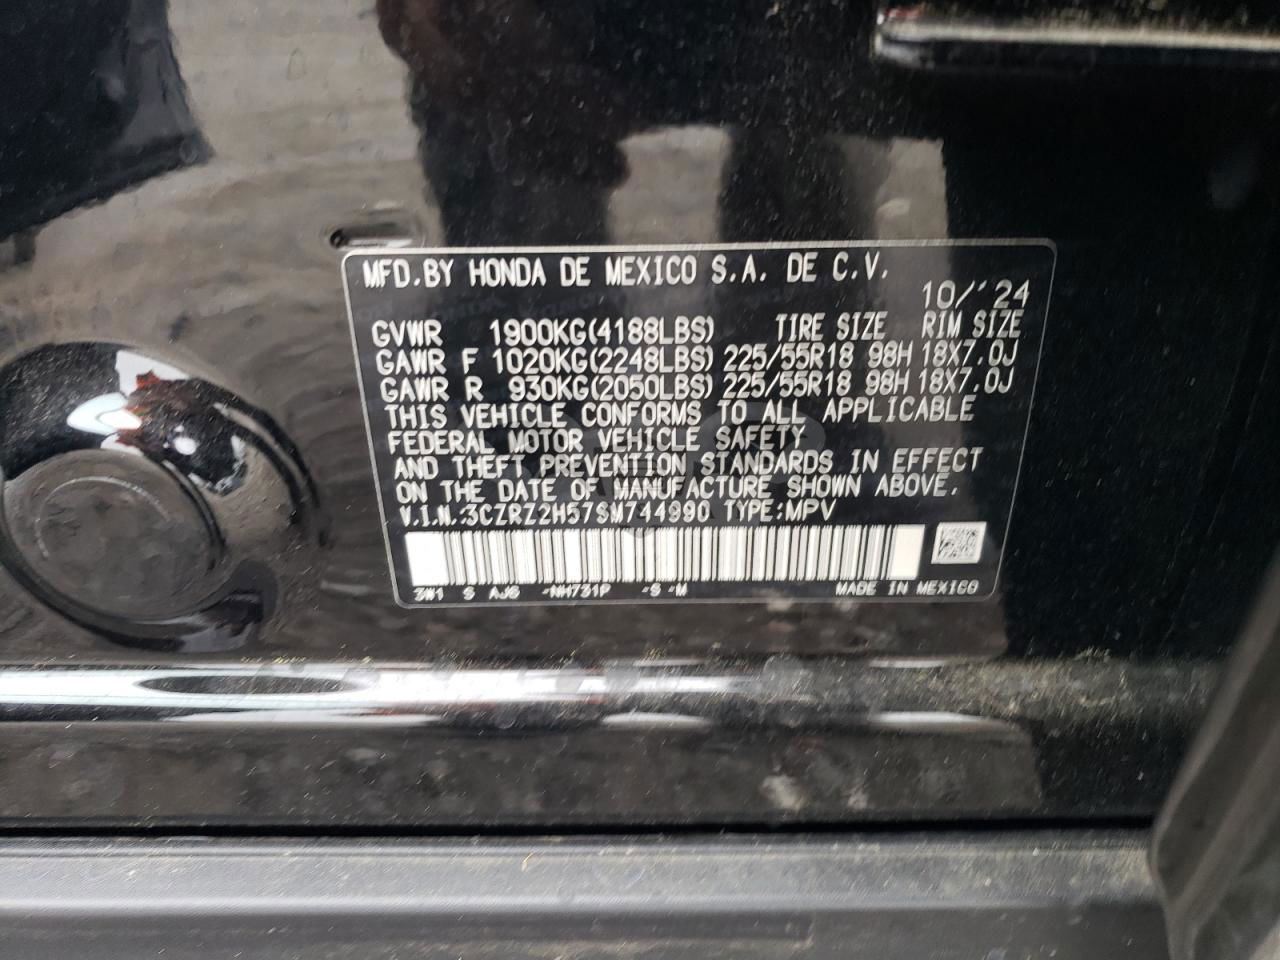 MFD.BY HONDA DE MEXICO S.A. DE C.V.
10/'24
GVWR 1900KG(4188LBS) TIRE SIZE RIM SIZE
GAWR F 1020KG(2248LBS) 225/55R18 98H 18X7.0J
GAWR R 930KG(2050LBS) 225/55R18 98H 18X7.0J
THIS VEHICLE CONFORMS TO ALL APPLICABLE
FEDERAL MOTOR VEHICLE SAFETY
AND THEFT PREVENTION STANDARDS IN EFFECT
ON THE DATE OF MANUFACTURE SHOWN ABOVE.
V.I.N.:3CZRZ2H57SM744990 TYPE:MPV
3W1 S AJ6 -NH731P -S -M MADE IN MEXICO